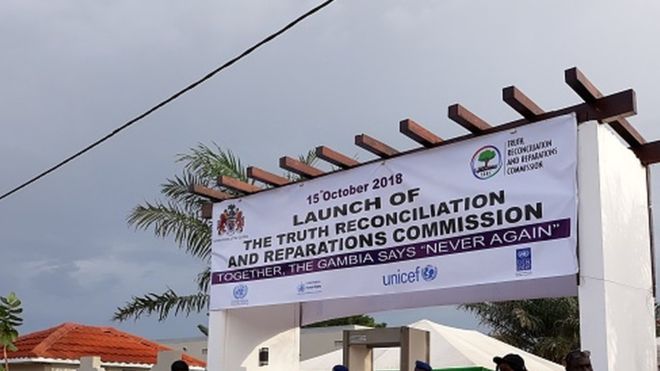 15th October 2018
LAUNCH OF
THE TRUTH RECONCILIATION
AND REPARATIONS COMMISSION
TOGETHER, THE GAMBIA SAYS "NEVER AGAIN"
TRUTH, RECONCILIATION
AND REPARATIONS
COMMISSION
unicef